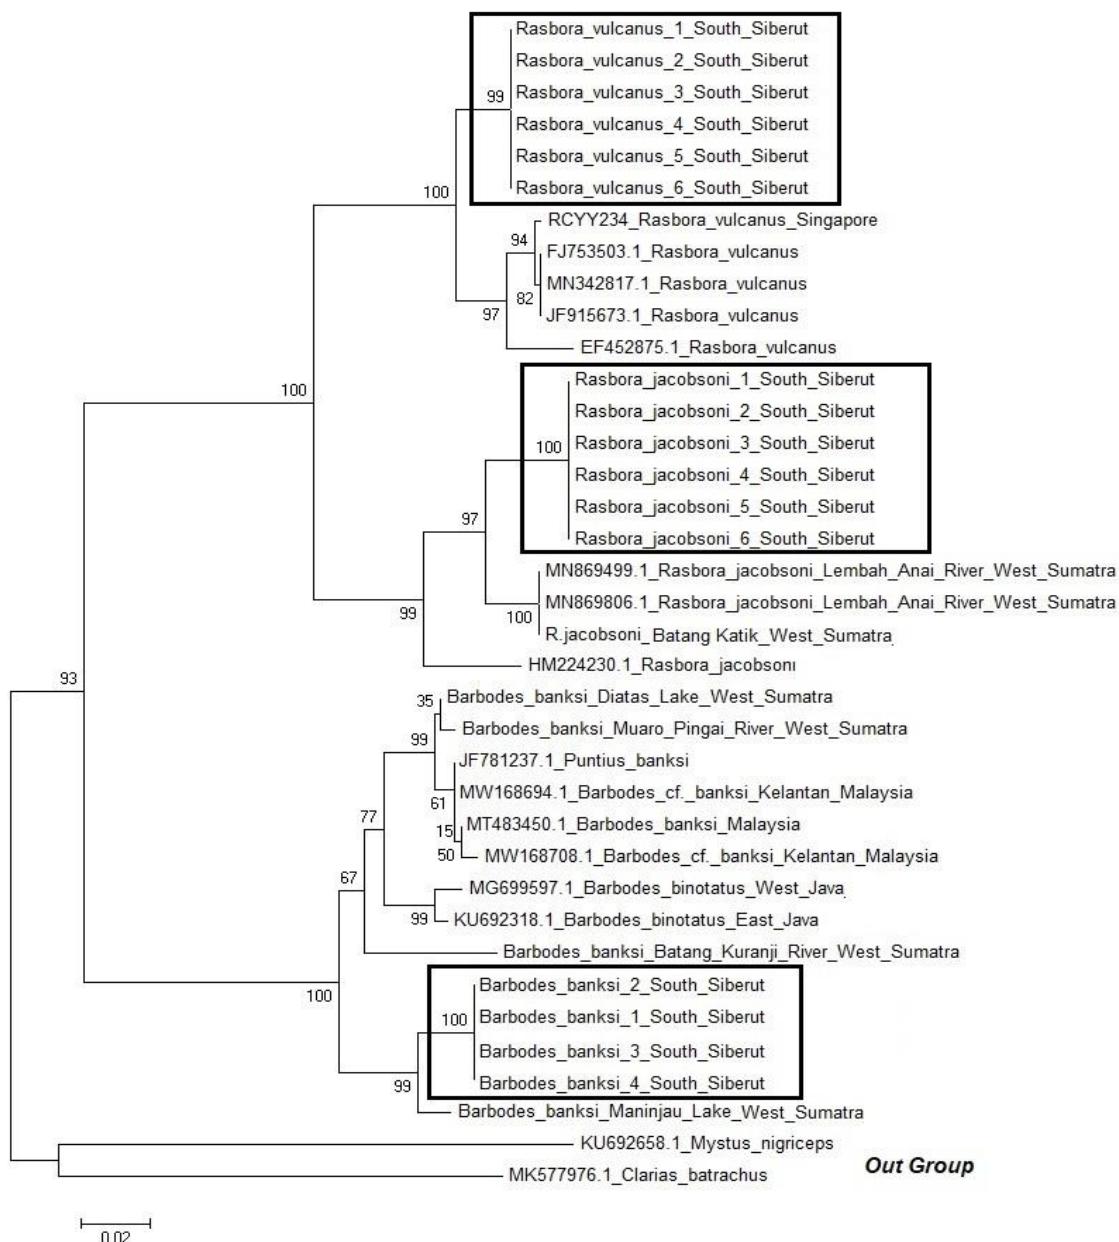 Rasbora_vulcanus_1_South_Siberut
Rasbora_vulcanus_2_South_Siberut
99
Rasbora_vulcanus_3_South_Siberut
Rasbora_vulcanus_4_South_Siberut
Rasbora_vulcanus_5_South_Siberut
100
Rasbora_vulcanus_6_South_Siberut
RCYY234_Rasbora_vulcanus_Singapore
94
FJ753503.1_Rasbora_vulcanus
MN342817.1_Rasbora_vulcanus
82
97
JF915673.1_Rasbora_vulcanus
EF452875.1_Rasbora_vulcanus
Rasbora_jacobsoni_1_South_Siberut
100
Rasbora_jacobsoni_2_South_Siberut
Rasbora_jacobsoni_3_South_Siberut
100
Rasbora_jacobsoni_4_South_Siberut
Rasbora_jacobsoni_5_South_Siberut
97
Rasbora_jacobsoni_6_South_Siberut
MN869499.1_Rasbora_jacobsoni_Lembah_Anai_River_West_Sumatra
MN869806.1_Rasbora_jacobsoni_Lembah_Anai_River_West_Sumatra
99
100
R.jacobsoni_Batang Katik_West_Sumatra
HM224230.1_Rasbora_jacobsoni
93
35
Barbodes_banksi_Diatas_Lake_West_Sumatra
Barbodes_banksi_Muaro_Pingai_River_West_Sumatra
99
JF781237.1_Puntius_banksi
MW168694.1_Barbodes_cf._banksi_Kelantan_Malaysia
61
77
MT483450.1_Barbodes_banksi_Malaysia
15
50
MW168708.1_Barbodes_cf._banksi_Kelantan_Malaysia
67
MG699597.1_Barbodes_binotatus_West_Java
99
KU692318.1_Barbodes_binotatus_East_Java
Barbodes_banksi_Batang_Kuranji_River_West_Sumatra
100
Barbodes_banksi_2_South_Siberut
100
Barbodes_banksi_1_South_Siberut
Barbodes_banksi_3_South_Siberut
99
Barbodes_banksi_4_South_Siberut
Barbodes_banksi_Maninjau_Lake_West_Sumatra
KU692658.1_Mystus_nigriceps
Out Group
MK577976.1_Clarias_batrachus
0.02